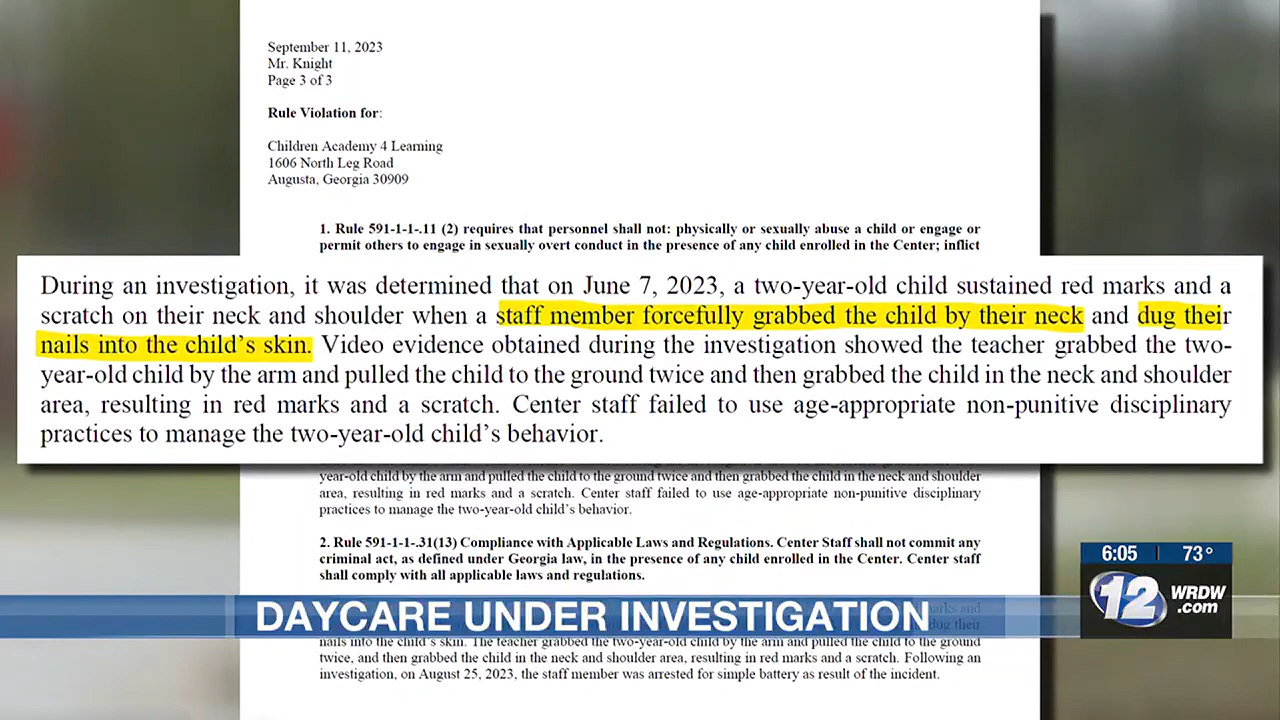 September 11, 2023
Mr. Knight
Page 3 of 3
Rule Violation for:
Children Academy 4 Learning
1606 North Leg Road
Augusta, Georgia 30909
1. Rule 591-1-1-.11 (2) requires that personnel shall not: physically or sexually abuse a child or engage or
permit others to engage in sexually overt conduct in the presence of any child enrolled in the Center; inflict
During an investigation, it was determined that on June 7, 2023, a two-year-old child sustained red marks and a
scratch on their neck and shoulder when a staff member forcefully grabbed the child by their neck and dug their
nails into the child's skin. Video evidence obtained during the investigation showed the teacher grabbed the two-
year-old child by the arm and pulled the child to the ground twice and then grabbed the child in the neck and shoulder
area, resulting in red marks and a scratch. Center staff failed to use age-appropriate non-punitive disciplinary
practices to manage the two-year-old child's behavior.
year-old child by the arm and pulled the child to the ground twice and then grabbed the child in the neck and shoulder
area, resulting in red marks and a scratch. Center staff failed to use age-appropriate non-punitive disciplinary
practices to manage the two-year-old child's behavior.
2. Rule 591-1-1-.31(13) Compliance with Applicable Laws and Regulations. Center Staff shall not commit any
criminal act, as defined under Georgia law, in the presence of any child enrolled in the Center. Center staff
shall comply with all applicable laws and regulations.
6:05 73°
12 WRDW
.com
DAYCARE UNDER INVESTIGATION
marks and
dug their
nails into the child's skin. The teacher grabbed the two-year-old child by the arm and pulled the child to the ground
twice, and then grabbed the child in the neck and shoulder area, resulting in red marks and a scratch. Following an
investigation, on August 25, 2023, the staff member was arrested for simple battery as result of the incident.